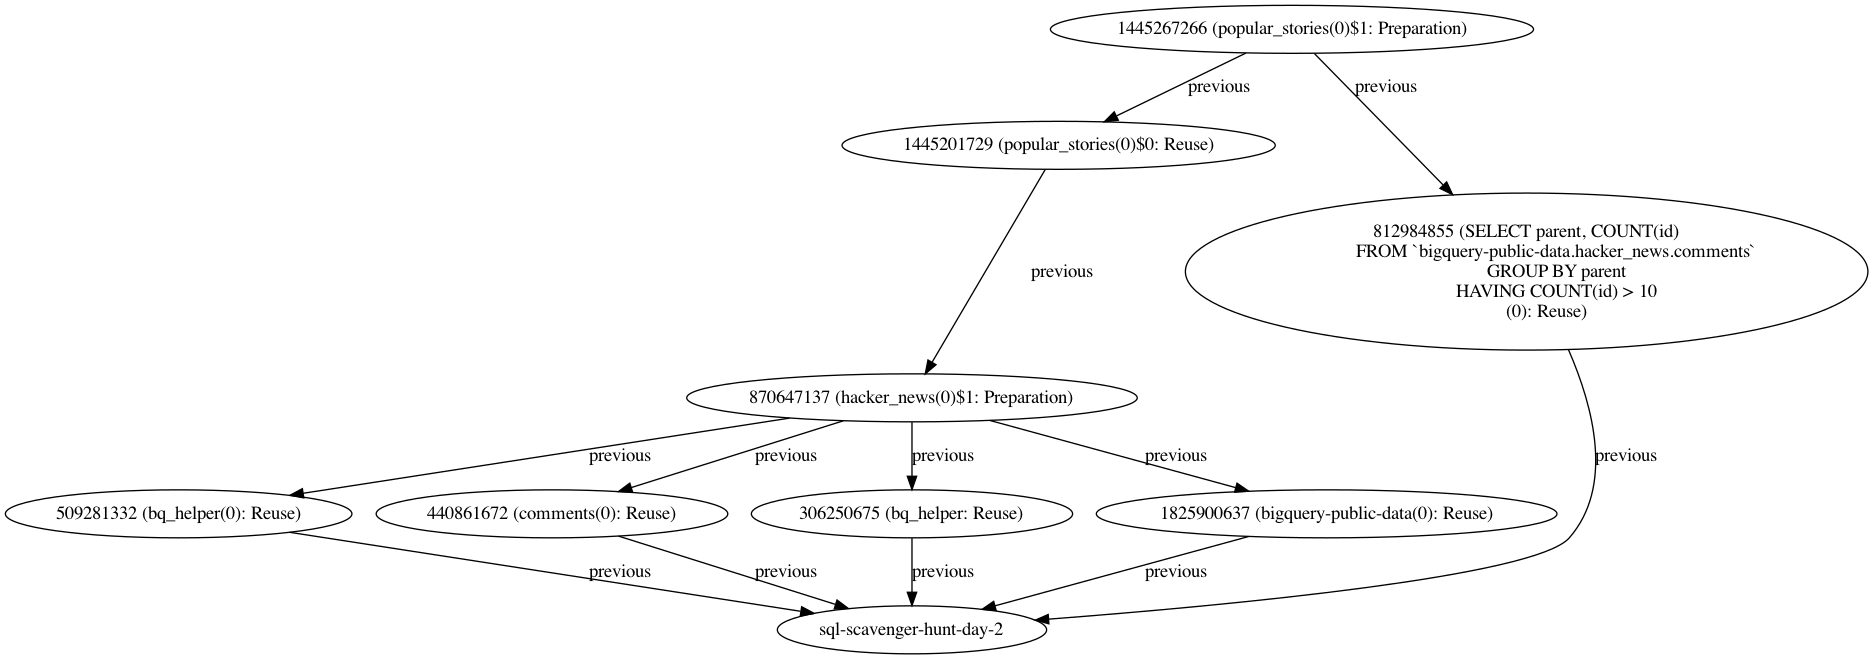 1445267266 (popular_stories(0)$1: Preparation)
previous
previous
1445201729 (popular_stories(0)$0: Reuse)
812984855 (SELECT parent, COUNT(id)
FROM `bigquery-public-data.hacker_news.comments`
GROUP BY parent
HAVING COUNT(id) > 10
(0): Reuse)
previous
870647137 (hacker_news(0)$1: Preparation)
previous
previous
previous
previous
previous
509281332 (bq_helper(0): Reuse)
440861672 (comments(0): Reuse)
306250675 (bq_helper: Reuse)
1825900637 (bigquery-public-data(0): Reuse)
previous
previous
previous
previous
sql-scavenger-hunt-day-2